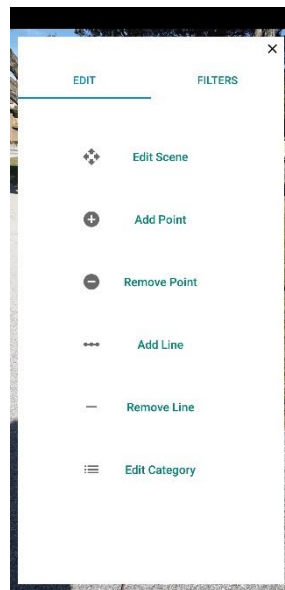 EDIT
FILTERS
Edit Scene
Add Point
Remove Point
Add Line
Remove Line
Edit Category